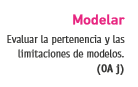 Modelar
Evaluar la pertenencia y las
limitaciones de modelos.
(OA j)